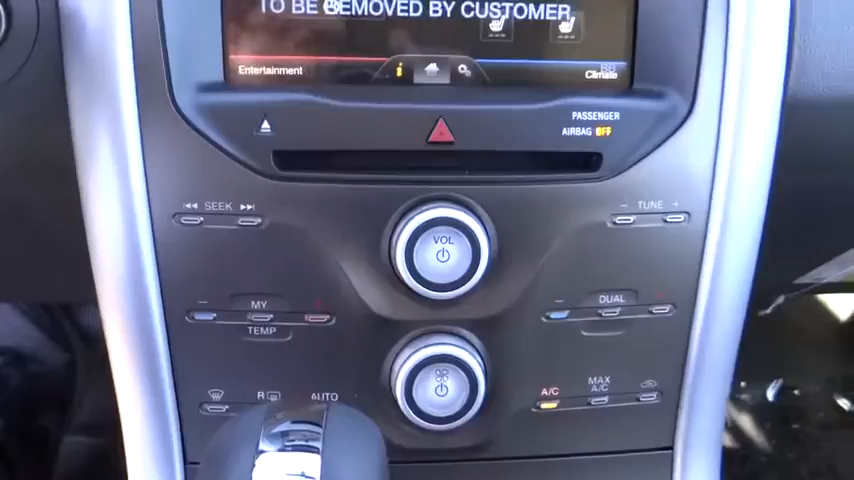 TO BE REMOVED BY CUSTOMER
Entertainment
Climate
PASSENGER
AIRBAG OFF
SEEK
− TUNE +
VOL
− MY +
TEMP
− DUAL +
R
AUTO
A/C
MAX
A/C